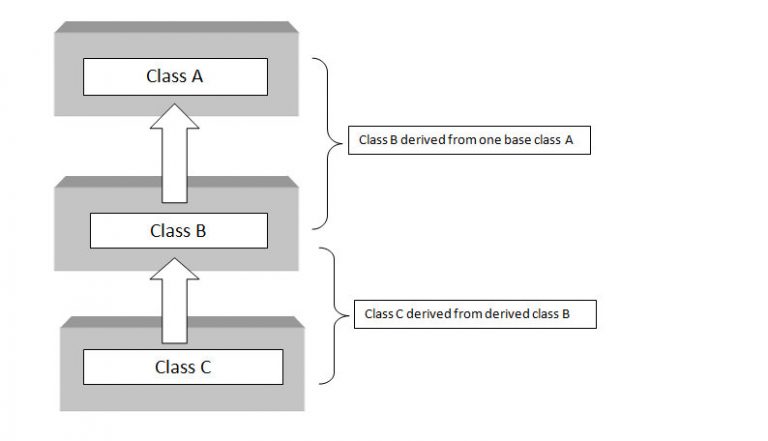 Class A
Class B derived from one base class A
Class B
Class C derived from derived class B
Class C